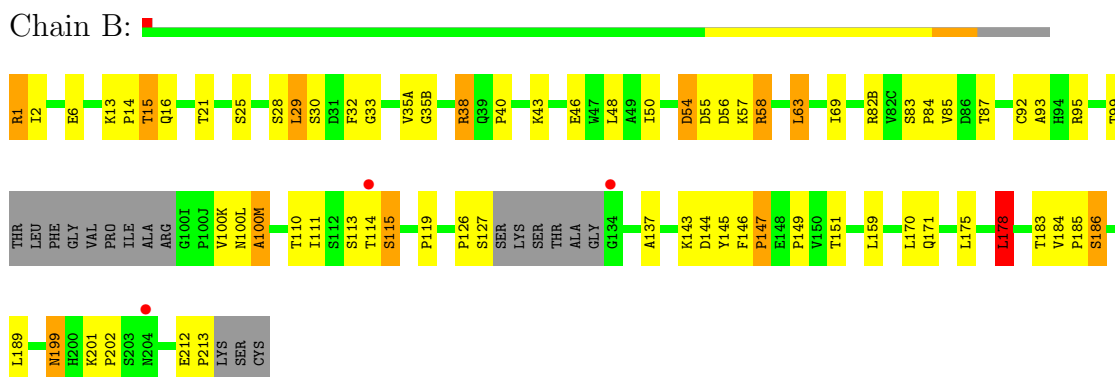 Chain B:
R1 I2 E6 K13 P14 T15 Q16 T21 S25 S28 L29 S30 D31 F32 G33 V35A G35B R38 Q39 P40 K43 E46 W47 L48 A49 I50 D54 D55 D56 K57 R58 L63 I69 R82B V82C S83 P84 V85 D86 T87 C92 A93 H94 R95 T99
THR LEU PHE GLY VAL PRO ILE ALA ARG G100I P100J V100K N100L A100M T110 I111 S112 S113 T114 S115 P119 P126 S127 SER LYS SER THR ALA GLY G134 A137 K143 D144 Y145 F146 P147 E148 P149 V150 T151 L159 L170 Q171 L175 L178 T183 V184 P185 S186
L189 N199 H200 K201 P202 S203 N204 E212 P213 LYS SER CYS